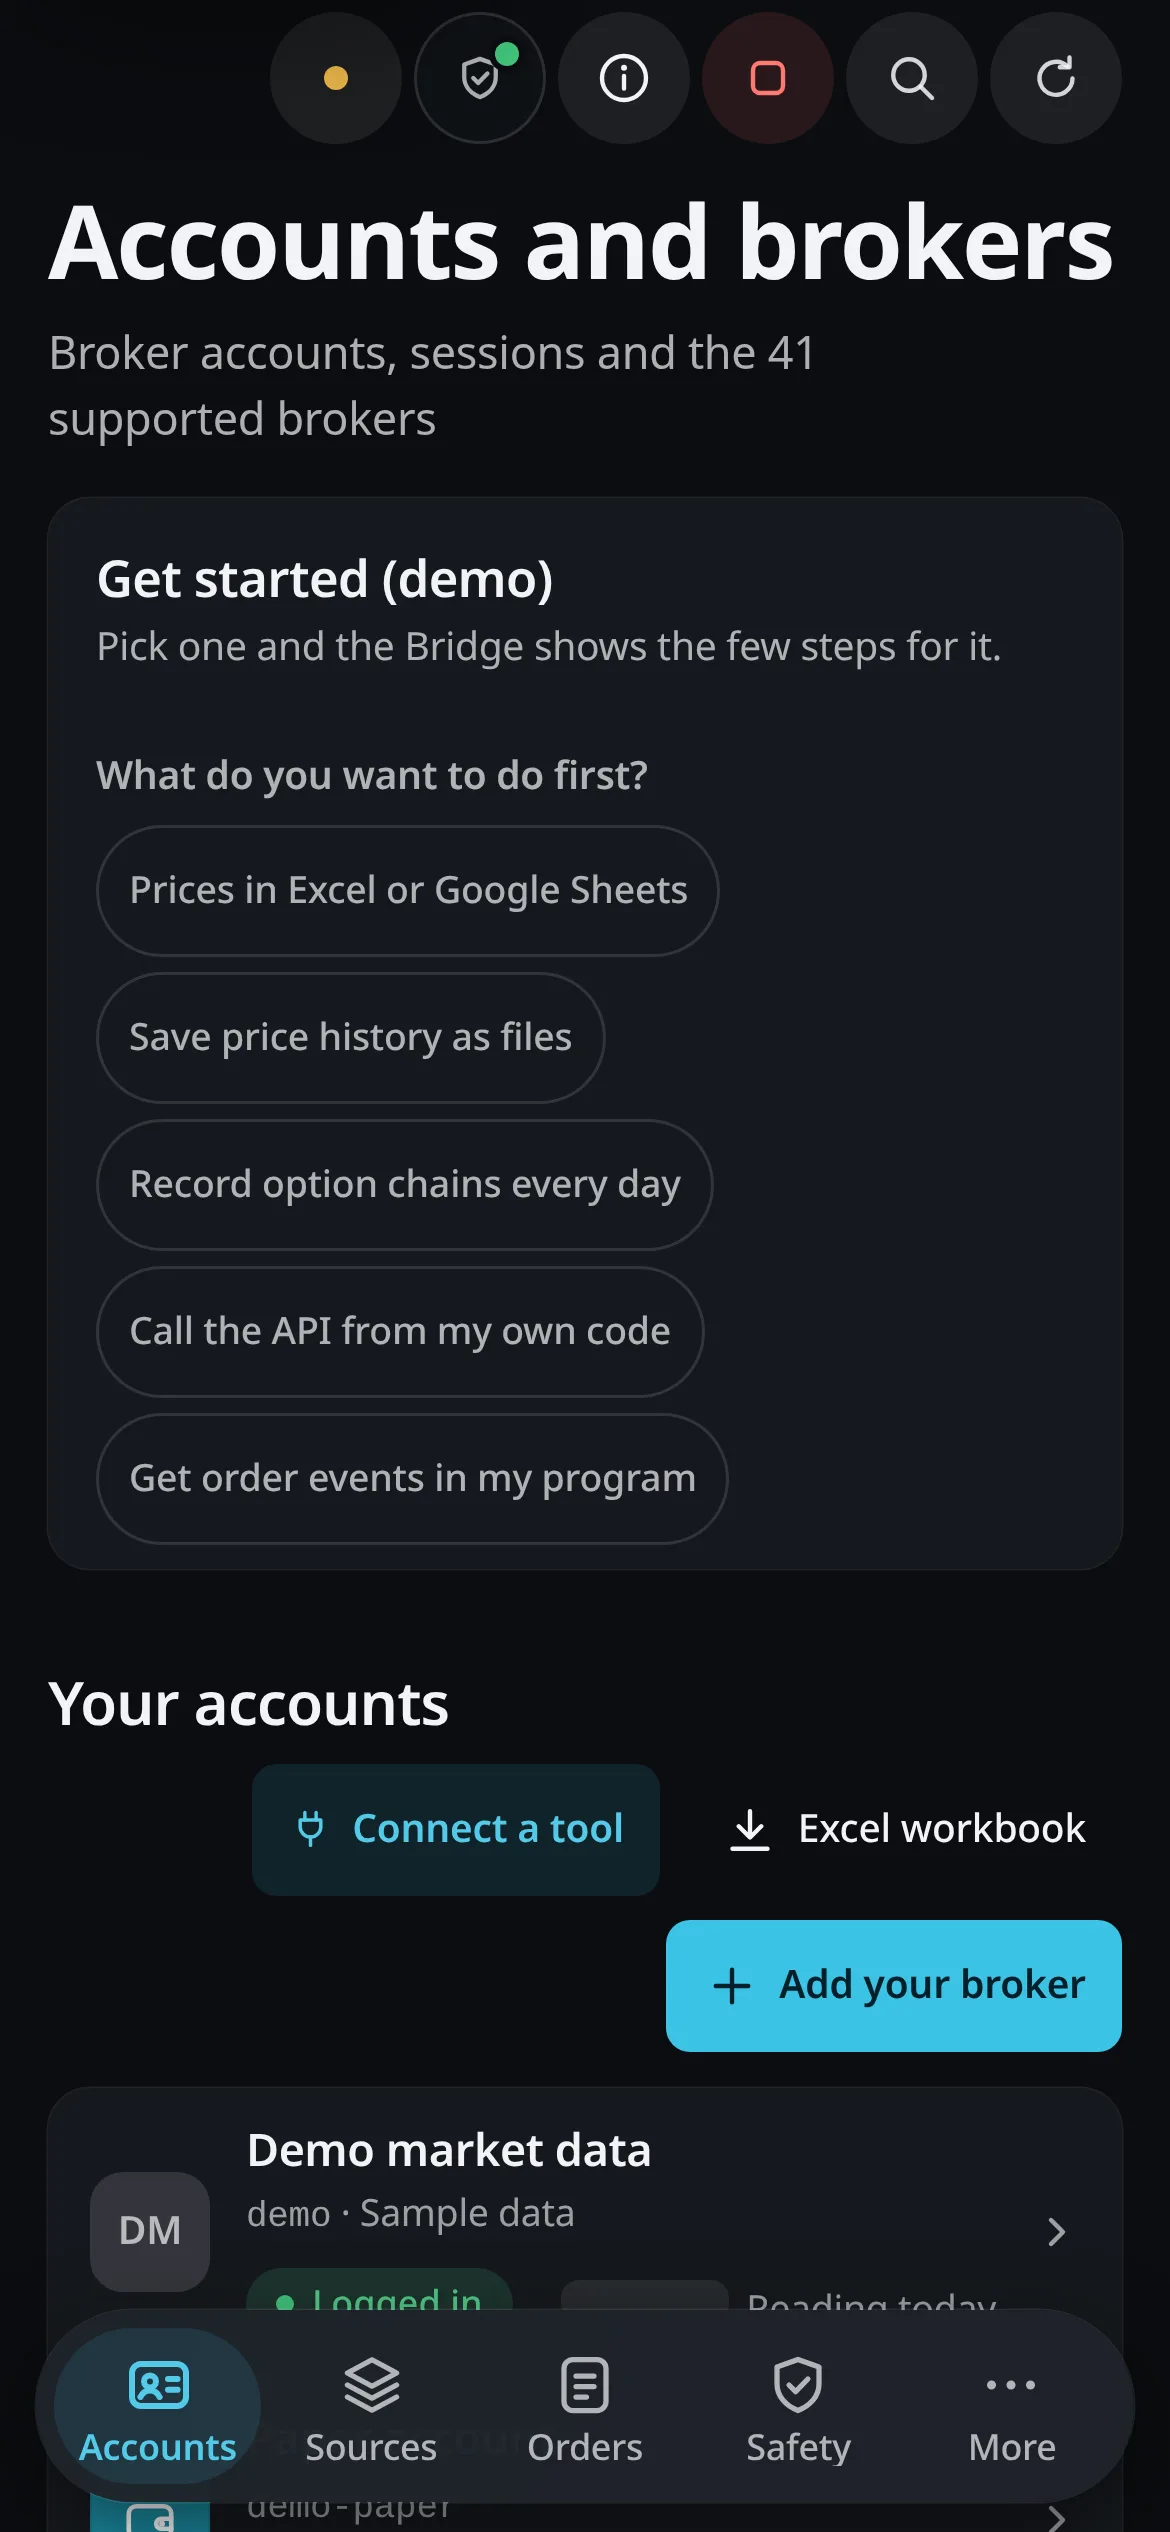 Accounts and brokers
Broker accounts, sessions and the 41
supported brokers
Get started (demo)
Pick one and the Bridge shows the few steps for it.
What do you want to do first?
Prices in Excel or Google Sheets
Save price history as files
Record option chains every day
Call the API from my own code
Get order events in my program
Your accounts
Connect a tool
Excel workbook
Add your broker
Demo market data
DM
demo · Sample data
Logged in
Reading today
Accounts
Sources
Orders
Safety
More
demo-paper